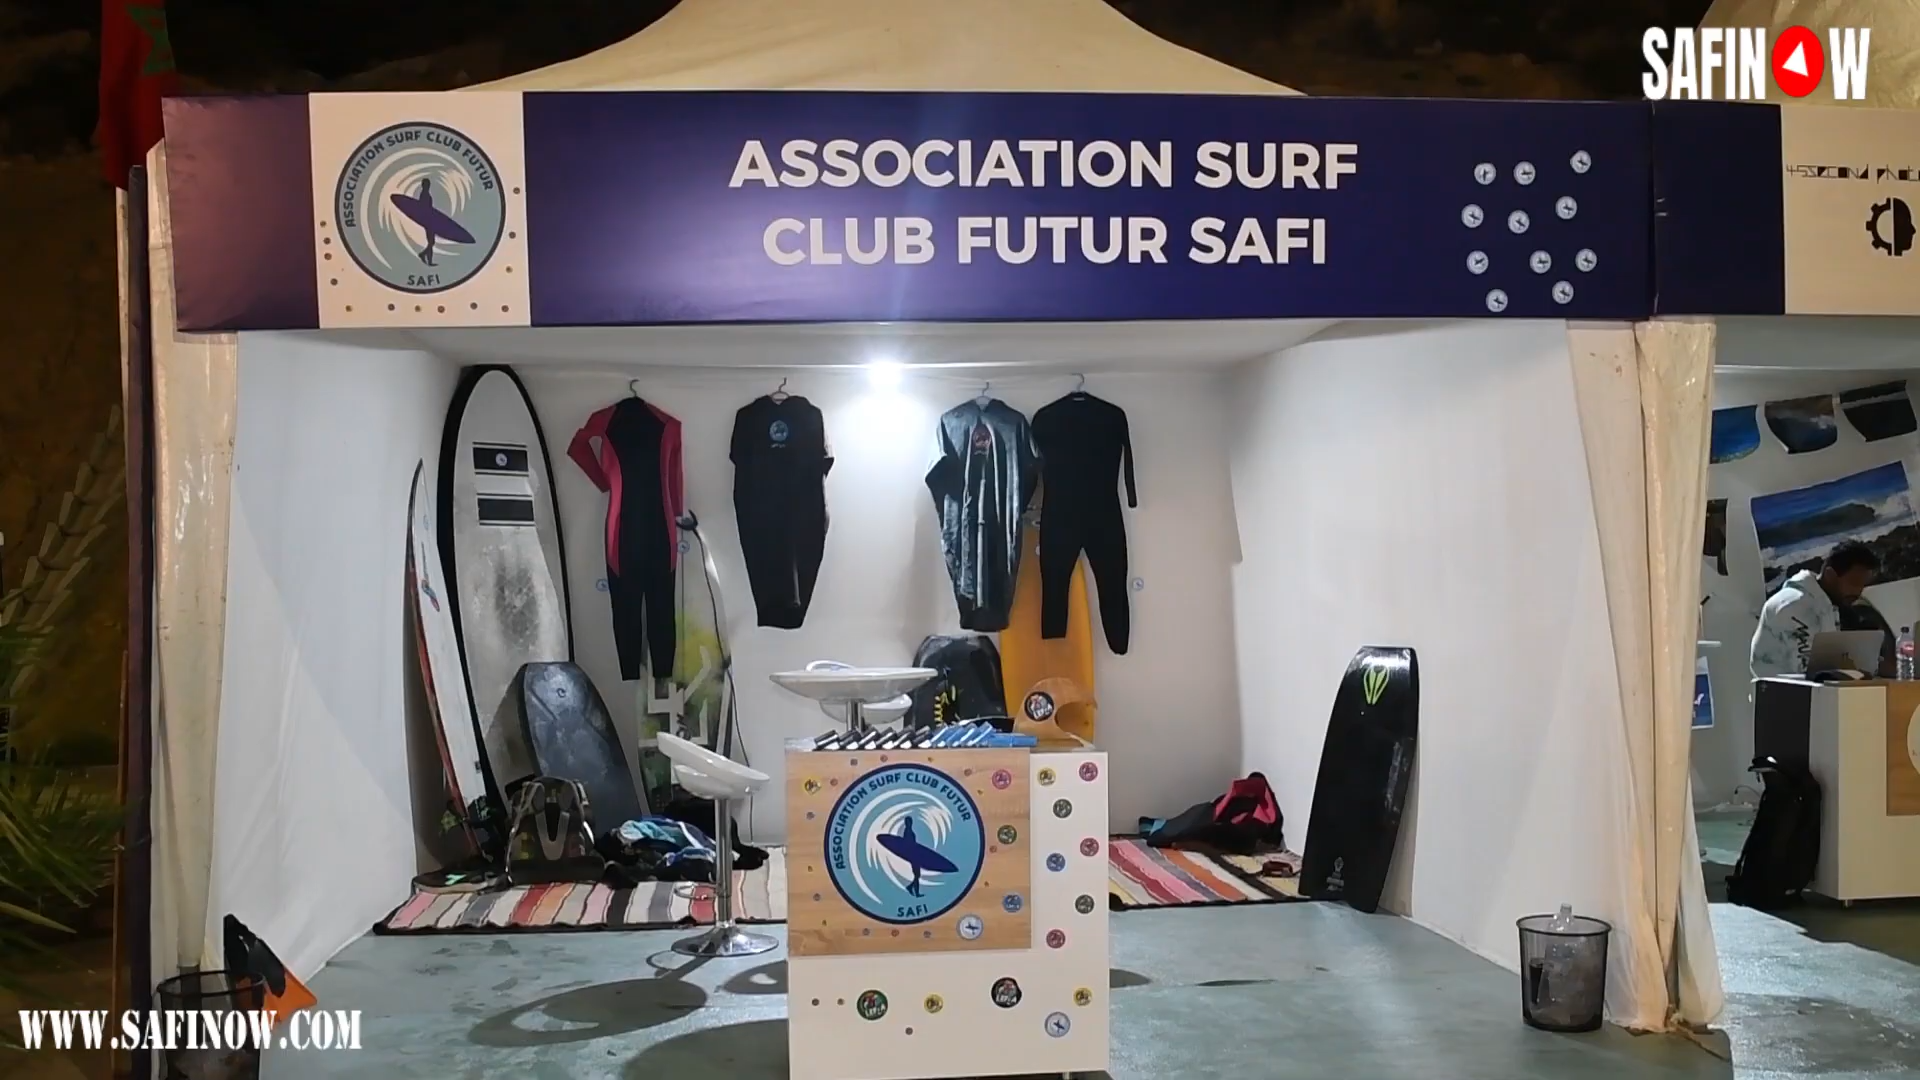 SAFINOW
ASSOCIATION SURF
CLUB FUTUR SAFI
ASSOCIATION SURF CLUB FUTUR
SAFI
45SECOND
ASSOCIATION SURF CLUB FUTUR
SAFI
WWW.SAFINOW.COM